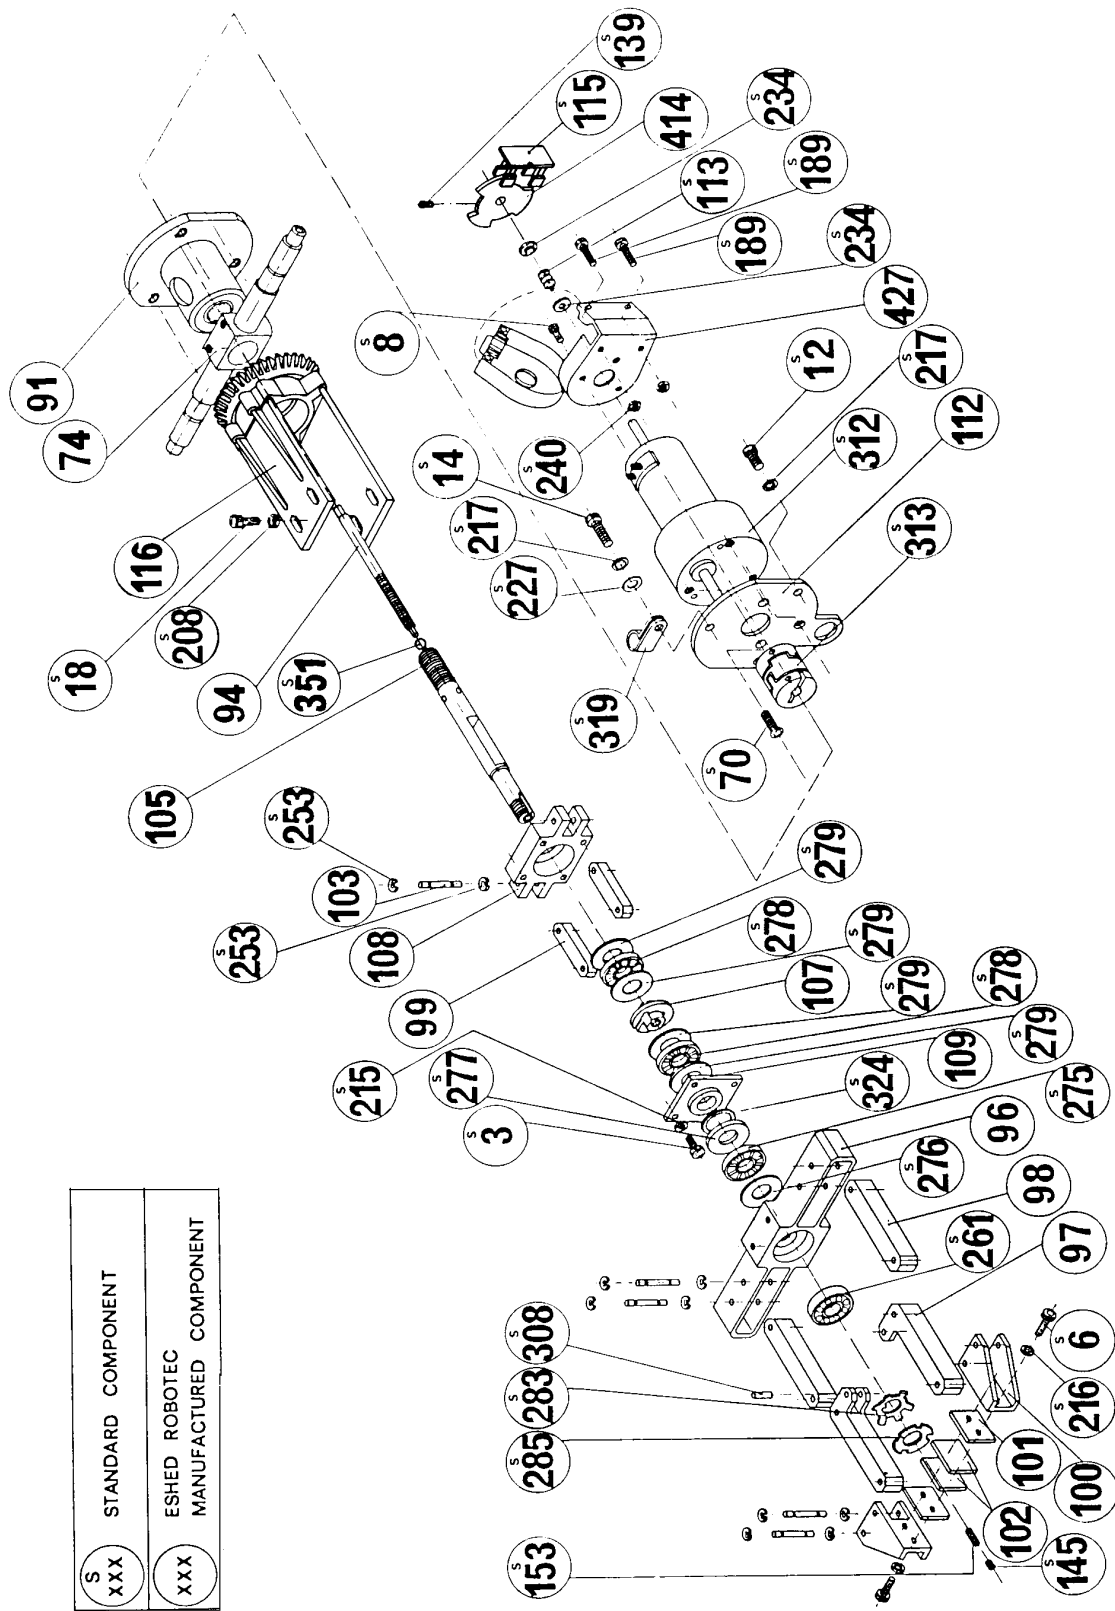 S
XXX
STANDARD COMPONENT
XXX
ESHED ROBOTEC
MANUFACTURED COMPONENT
91
74
116
S
18
S
208
94
S
351
105
S
253
103
S
253
108
99
S
215
S
277
S
3
S
308
S
283
S
285
S
153
S
139
S
115
414
S
234
S
113
S
189
S
189
S
234
427
S
8
S
12
S
217
S
312
112
S
313
S
14
S
240
S
217
S
227
S
319
S
70
S
279
S
278
S
279
107
S
279
S
278
S
279
109
S
324
S
275
96
S
276
98
S
261
97
S
6
S
216
101
100
102
S
145